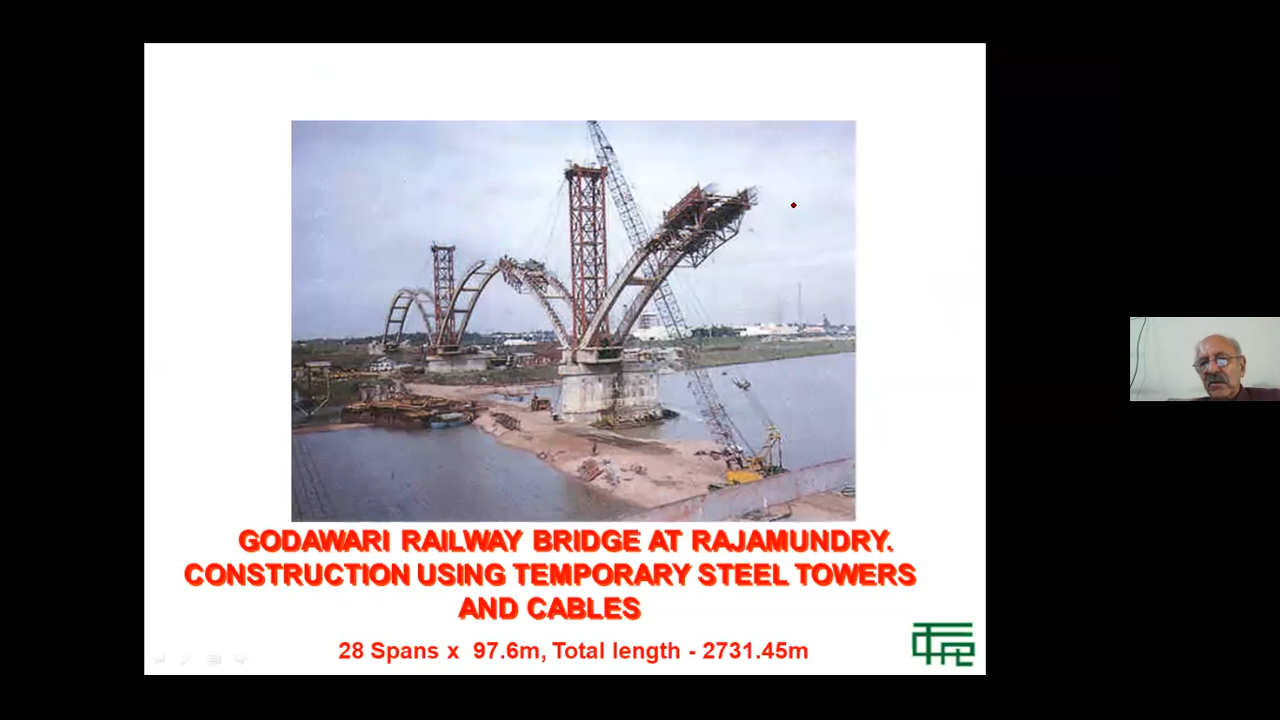 GODAWARI RAILWAY BRIDGE AT RAJAMUNDRY.
CONSTRUCTION USING TEMPORARY STEEL TOWERS
AND CABLES
28 Spans x 97.6m, Total length - 2731.45m